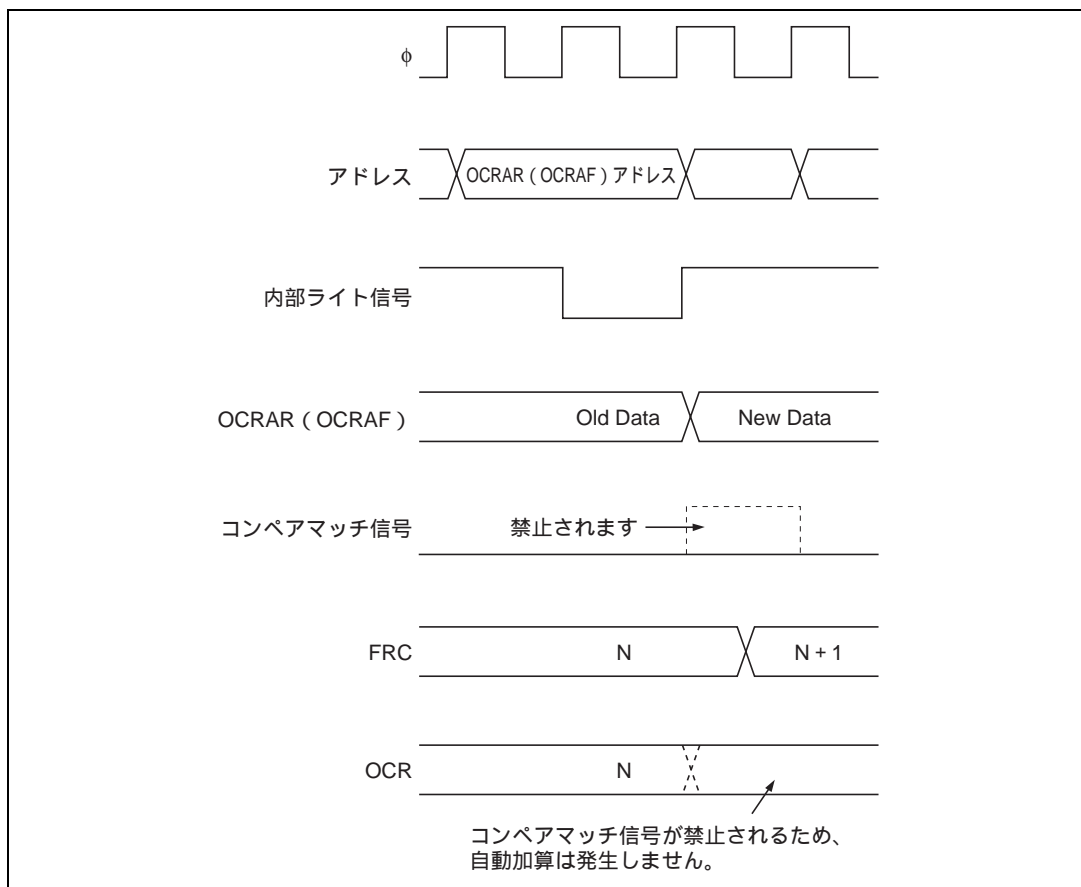 φ
アドレス
OCRAR(OCRAF)アドレス
内部ライト信号
OCRAR(OCRAF)
Old Data
New Data
コンペアマッチ信号
禁止されます
FRC
N
N + 1
OCR
N
コンペアマッチ信号が禁止されるため、
自動加算は発生しません。